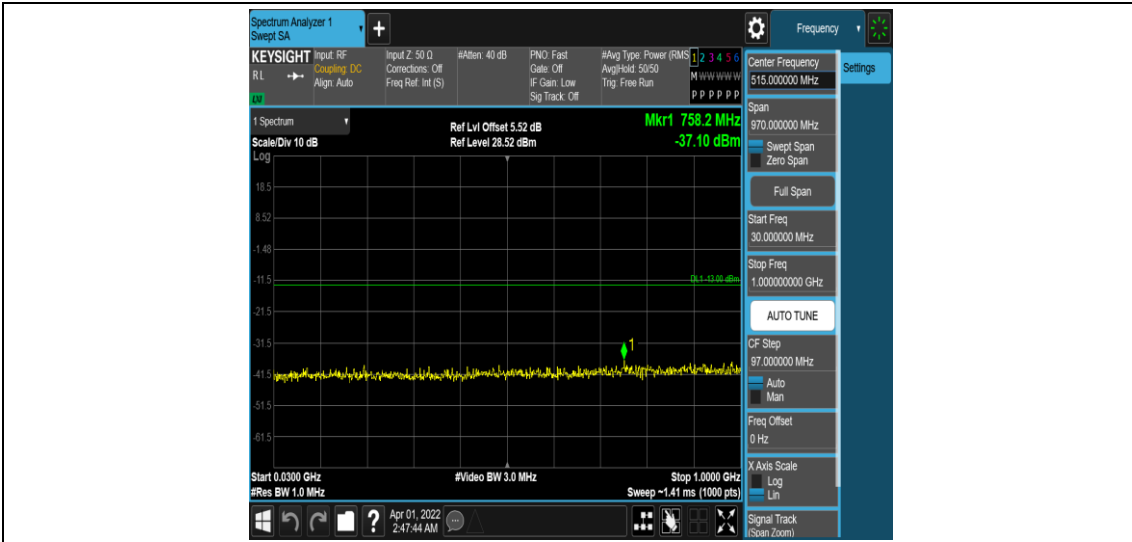 Spectrum Analyzer 1
Swept SA
+
Frequency
KEYSIGHT
RL
LXI
Input: RF
Coupling: DC
Align: Auto
Input Z: 50 Ω
Corrections: Off
Freq Ref: Int (S)
#Atten: 40 dB
PNO: Fast
Gate: Off
IF Gain: Low
Sig Track: Off
#Avg Type: Power (RMS
Avg|Hold: 50/50
Trig: Free Run
1 2 3 4 5 6
M W W W W W
P P P P P P
1 Spectrum
Scale/Div 10 dB
Log
Ref Lvl Offset 5.52 dB
Ref Level 28.52 dBm
Mkr1 758.2 MHz
-37.10 dBm
18.5
8.52
-1.48
-11.5
DL1 -13.00 dBm
-21.5
-31.5
1
-41.5
-51.5
-61.5
Start 0.0300 GHz
#Res BW 1.0 MHz
#Video BW 3.0 MHz
Stop 1.0000 GHz
Sweep ~1.41 ms (1000 pts)
?
Apr 01, 2022
2:47:44 AM
Center Frequency
515.000000 MHz
Settings
Span
970.000000 MHz
Swept Span
Zero Span
Full Span
Start Freq
30.000000 MHz
Stop Freq
1.000000000 GHz
AUTO TUNE
CF Step
97.000000 MHz
Auto
Man
Freq Offset
0 Hz
X Axis Scale
Log
Lin
Signal Track
(Span Zoom)